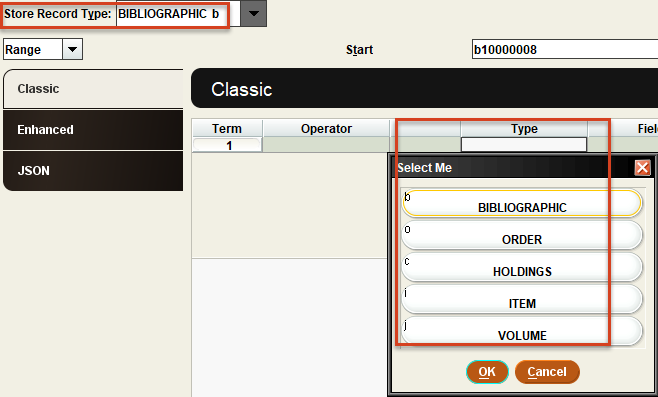 Store Record Type: BIBLIOGRAPHIC b
Range Start b10000008
Classic
Classic
Enhanced
JSON
Term Operator Type
1
Select Me
b BIBLIOGRAPHIC
o ORDER
c HOLDINGS
i ITEM
j VOLUME
OK Cancel